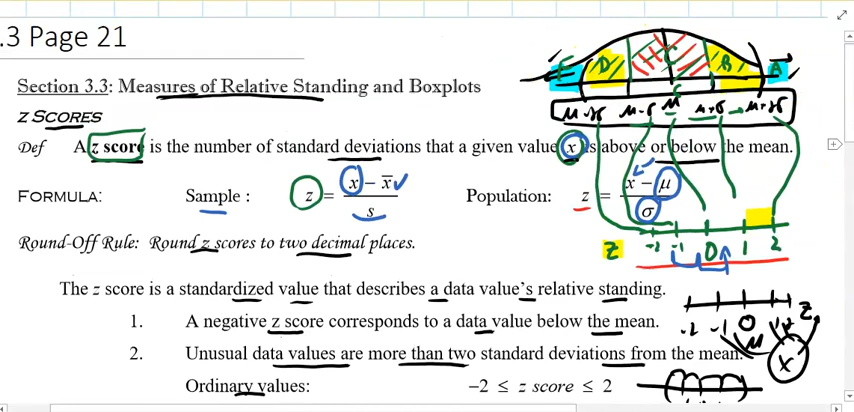 .3 Page 21
Section 3.3: Measures of Relative Standing and Boxplots
F D C B A
μ-2σ μ-σ μ μ+σ μ+2σ
Z SCORES
Def A z score is the number of standard deviations that a given value x is above or below the mean.
FORMULA: Sample : z = (x − x̄) / s Population: z = (x − μ) / σ
Z -2 -1 0 1 2
Round-Off Rule: Round z scores to two decimal places.
The z score is a standardized value that describes a data value's relative standing.
1. A negative z score corresponds to a data value below the mean.
-2 -1 0 Z
μ X
2. Unusual data values are more than two standard deviations from the mean.
Ordinary values: −2 ≤ z score ≤ 2